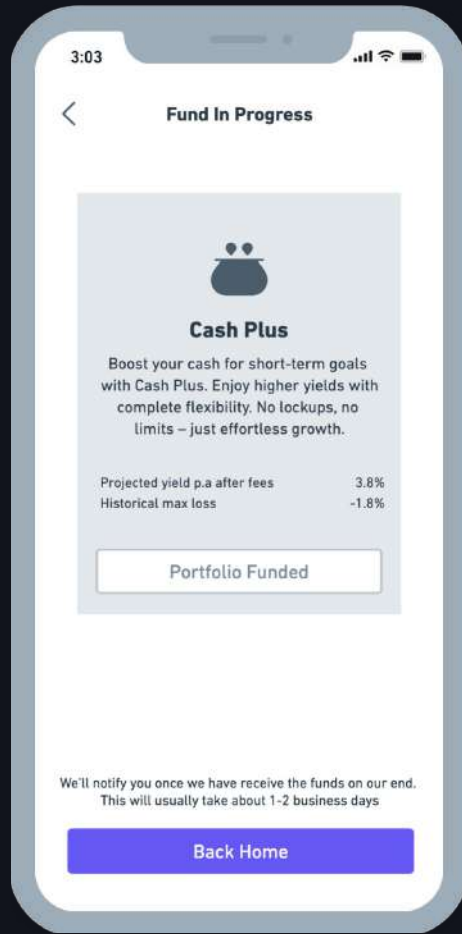 3:03
Fund In Progress
Cash Plus
Boost your cash for short-term goals
with Cash Plus. Enjoy higher yields with
complete flexibility. No lockups, no
limits – just effortless growth.
Projected yield p.a after fees 3.8%
Historical max loss -1.8%
Portfolio Funded
We'll notify you once we have receive the funds on our end.
This will usually take about 1-2 business days
Back Home